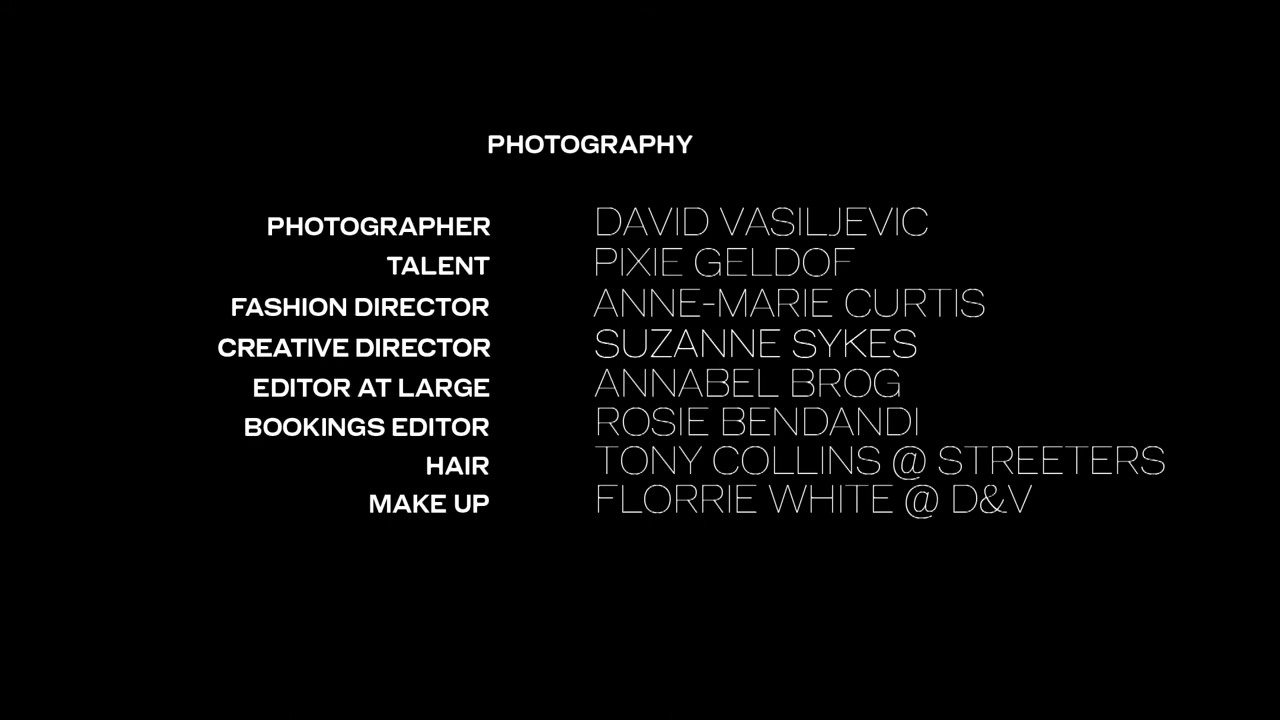 PHOTOGRAPHY
PHOTOGRAPHER DAVID VASILJEVIC
TALENT PIXIE GELDOF
FASHION DIRECTOR ANNE-MARIE CURTIS
CREATIVE DIRECTOR SUZANNE SYKES
EDITOR AT LARGE ANNABEL BROG
BOOKINGS EDITOR ROSIE BENDANDI
HAIR TONY COLLINS @ STREETERS
MAKE UP FLORRIE WHITE @ D&V